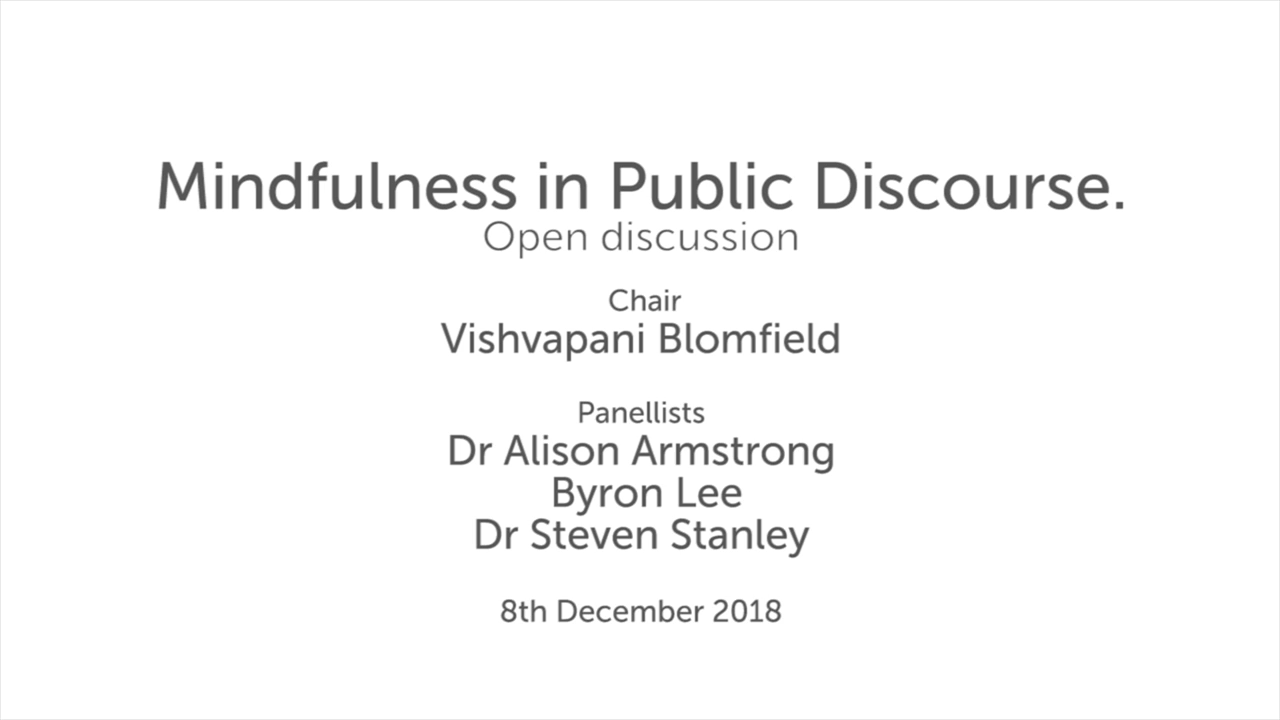 Mindfulness in Public Discourse.
Open discussion
Chair
Vishvapani Blomfield
Panellists
Dr Alison Armstrong
Byron Lee
Dr Steven Stanley
8th December 2018